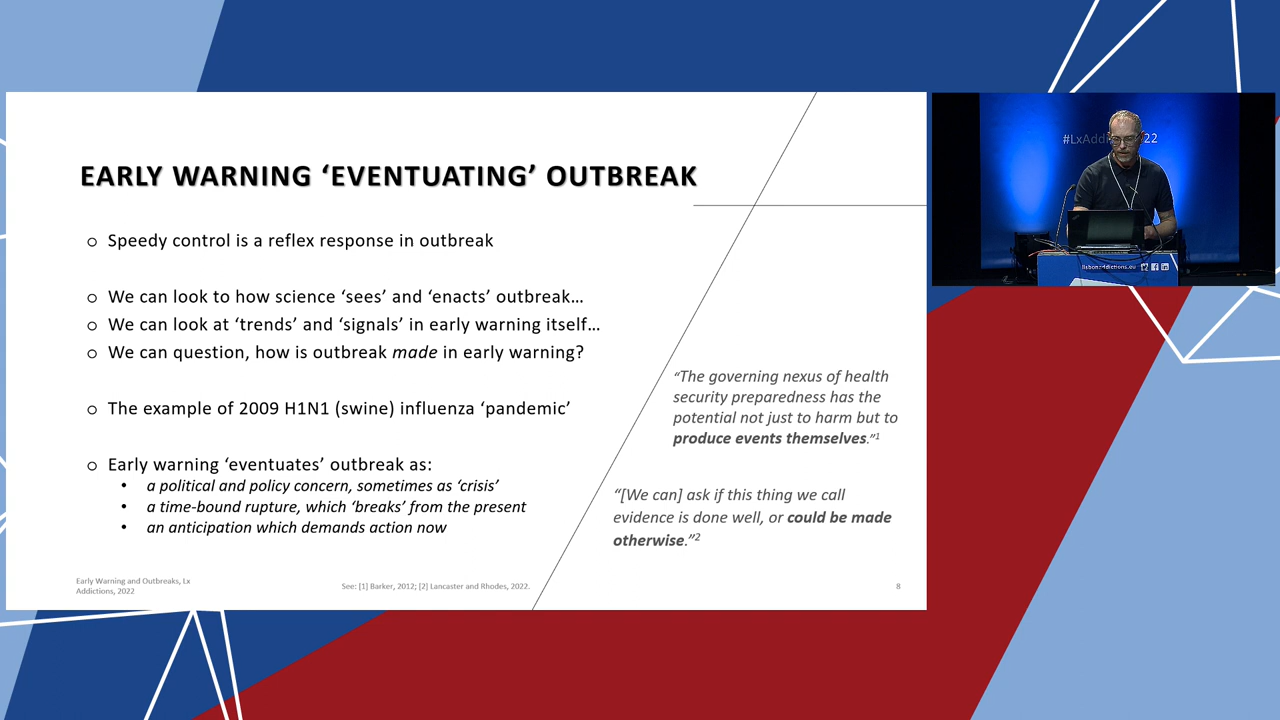 EARLY WARNING ‘EVENTUATING’ OUTBREAK
o Speedy control is a reflex response in outbreak
o We can look to how science ‘sees’ and ‘enacts’ outbreak…
o We can look at ‘trends’ and ‘signals’ in early warning itself…
o We can question, how is outbreak made in early warning?
o The example of 2009 H1N1 (swine) influenza ‘pandemic’
o Early warning ‘eventuates’ outbreak as:
• a political and policy concern, sometimes as ‘crisis’
• a time-bound rupture, which ‘breaks’ from the present
• an anticipation which demands action now
“The governing nexus of health
security preparedness has the
potential not just to harm but to
produce events themselves.”1
“[We can] ask if this thing we call
evidence is done well, or could be made
otherwise.”2
Early Warning and Outbreaks, Lx
Addictions, 2022
See: [1] Barker, 2012; [2] Lancaster and Rhodes, 2022.
8
#LxAddi 22
lisbonaddictions.eu